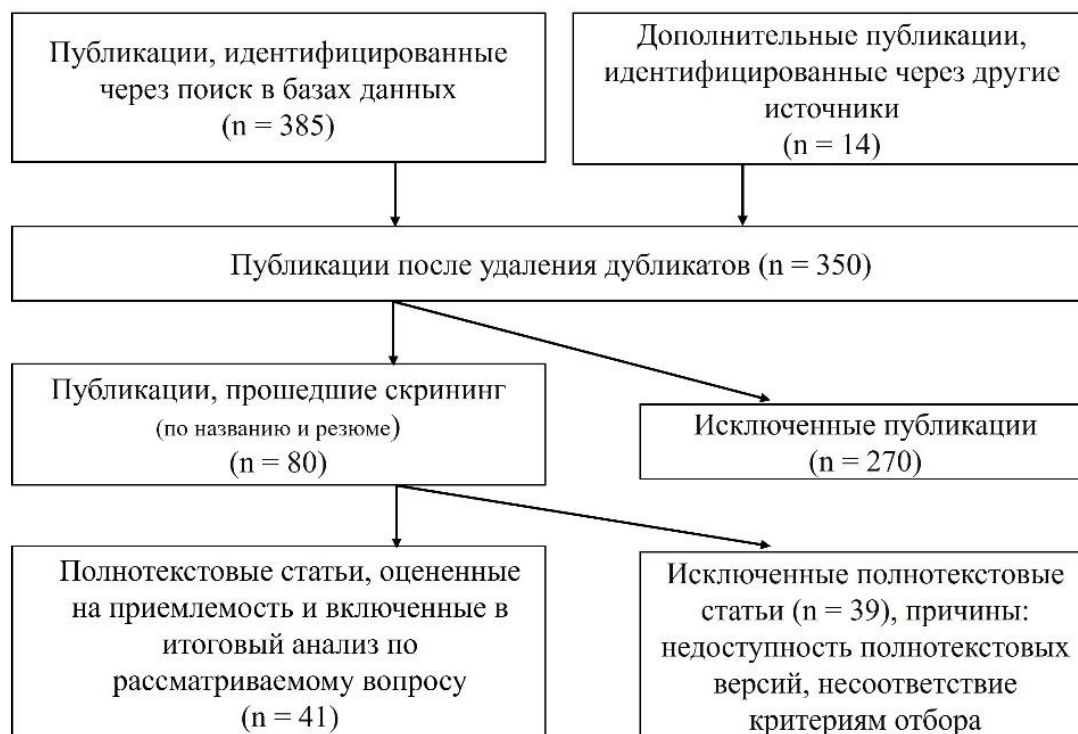 Публикации, идентифицированные
через поиск в базах данных
(n = 385)
Дополнительные публикации,
идентифицированные через другие
источники
(n = 14)
Публикации после удаления дубликатов (n = 350)
Публикации, прошедшие скрининг
(по названию и резюме)
(n = 80)
Исключенные публикации
(n = 270)
Полнотекстовые статьи, оцененные
на приемлемость и включенные в
итоговый анализ по
рассматриваемому вопросу
(n = 41)
Исключенные полнотекстовые
статьи (n = 39), причины:
недоступность полнотекстовых
версий, несоответствие
критериям отбора